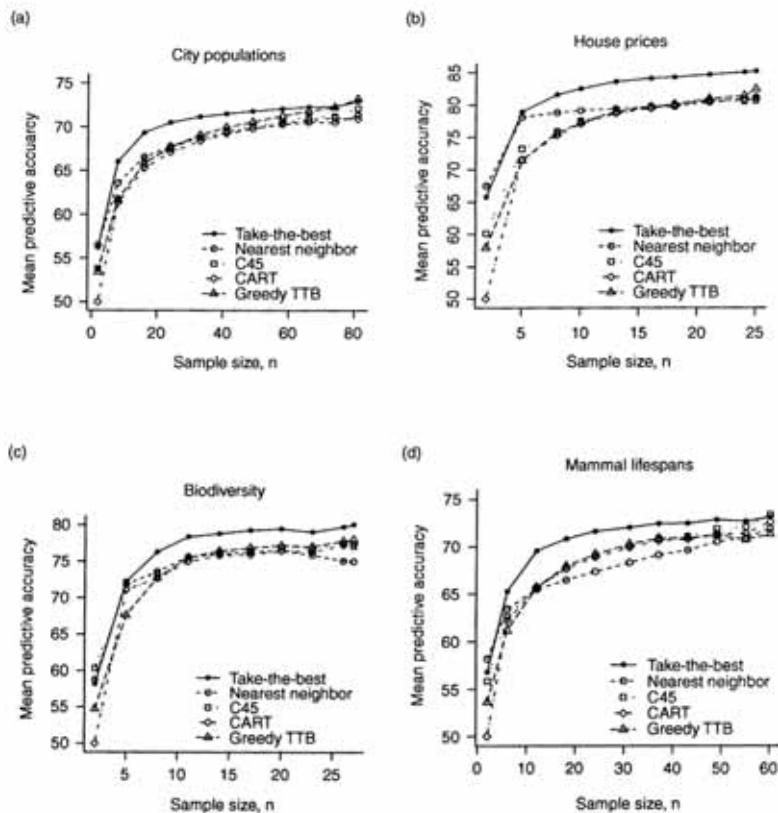 (a)
City populations
Mean predictive accuarcy
75
70
65
60
55
50
0 20 40 60 80
Sample size, n
Take-the-best
Nearest neighbor
C45
CART
Greedy TTB
(b)
House prices
Mean predictive accuracy
85
80
75
70
65
60
55
50
5 10 15 20 25
Sample size, n
Take-the-best
Nearest neighbor
C45
CART
Greedy TTB
(c)
Biodiversity
Mean predictive accuracy
80
75
70
65
60
55
50
5 10 15 20 25
Sample size, n
Take-the-best
Nearest neighbor
C45
CART
Greedy TTB
(d)
Mammal lifespans
Mean predictive accuracy
75
70
65
60
55
50
0 10 20 30 40 50 60
Sample size, n
Take-the-best
Nearest neighbor
C45
CART
Greedy TTB